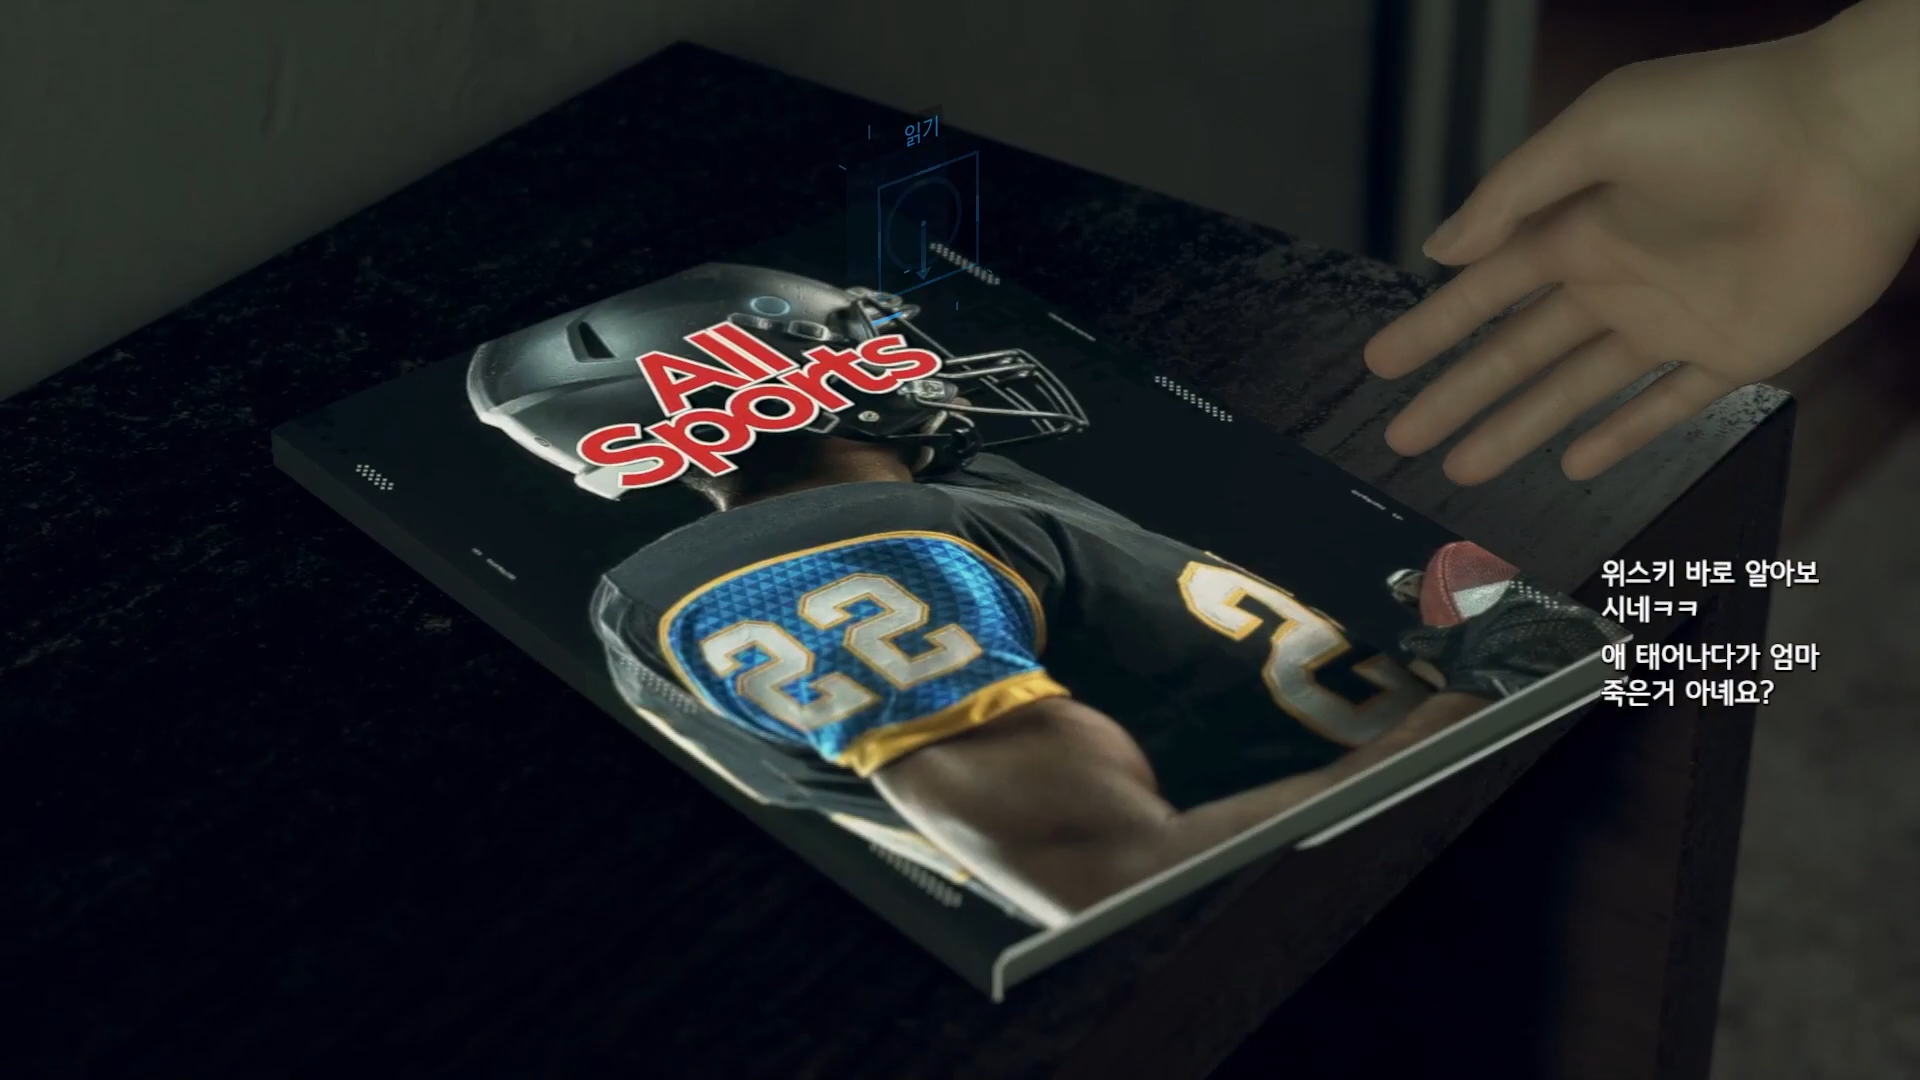 읽기
All
Sports
22
2
위스키 바로 알아보
시네ㅋㅋ
애 태어나다가 엄마
죽은거 아녜요?